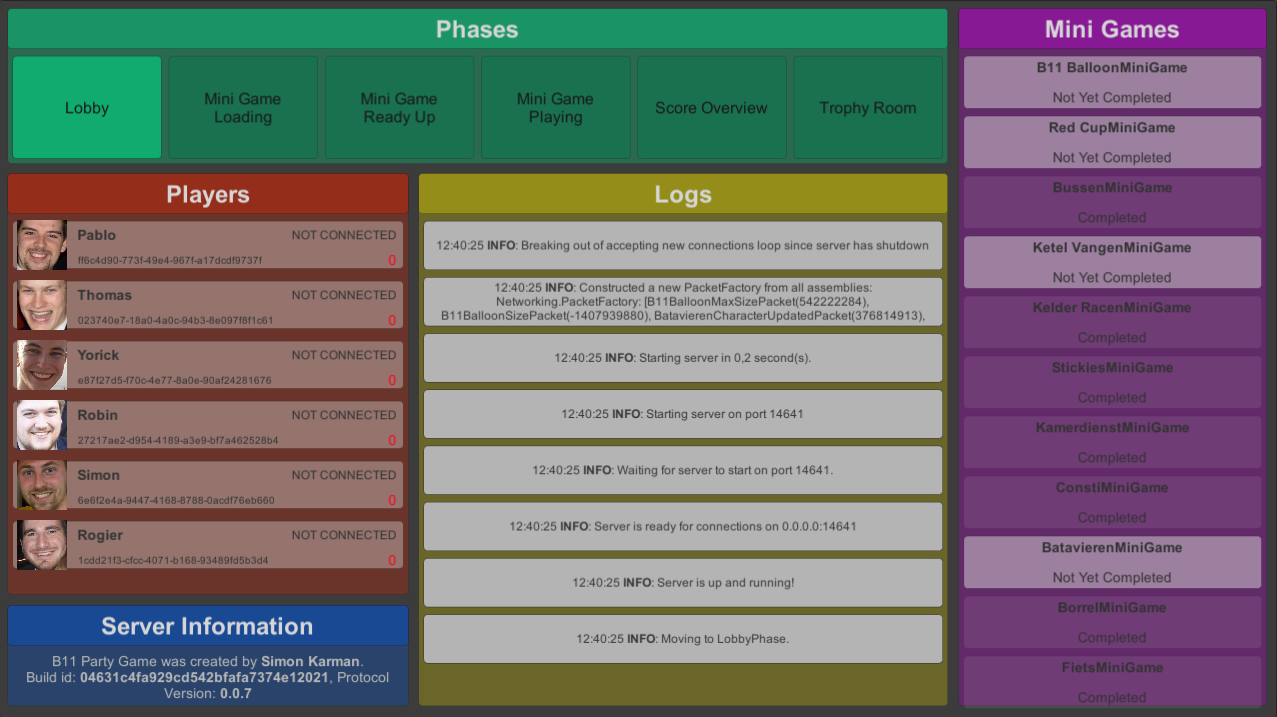 Phases
Lobby
Mini Game
Loading
Mini Game
Ready Up
Mini Game
Playing
Score Overview
Trophy Room
Players
Pablo
NOT CONNECTED
ff6c4d90-773f-49e4-967f-a17dcdf9737f
0
Thomas
NOT CONNECTED
023740e7-18a0-4a0c-94b3-8e097f8f1c61
0
Yorick
NOT CONNECTED
e87f27d5-f70c-4e77-8a0e-90af24281676
0
Robin
NOT CONNECTED
27217ae2-d954-4189-a3e9-bf7a462528b4
0
Simon
NOT CONNECTED
6e6f2e4a-9447-4168-8788-0acdf76eb660
0
Rogier
NOT CONNECTED
1cdd21f3-cfcc-4071-b168-93489fd5b3d4
0
Server Information
B11 Party Game was created by Simon Karman.
Build id: 04631c4fa929cd542bfafa7374e12021, Protocol
Version: 0.0.7
Logs
12:40:25 INFO: Breaking out of accepting new connections loop since server has shutdown
12:40:25 INFO: Constructed a new PacketFactory from all assemblies:
Networking.PacketFactory: [B11BalloonMaxSizePacket(542222284),
B11BalloonSizePacket(-1407939880), BatavierenCharacterUpdatedPacket(376814913),
12:40:25 INFO: Starting server in 0,2 second(s).
12:40:25 INFO: Starting server on port 14641
12:40:25 INFO: Waiting for server to start on port 14641.
12:40:25 INFO: Server is ready for connections on 0.0.0.0:14641
12:40:25 INFO: Server is up and running!
12:40:25 INFO: Moving to LobbyPhase.
Mini Games
B11 BalloonMiniGame
Not Yet Completed
Red CupMiniGame
Not Yet Completed
BussenMiniGame
Completed
Ketel VangenMiniGame
Not Yet Completed
Kelder RacenMiniGame
Completed
StickiesMiniGame
Completed
KamerdienstMiniGame
Completed
ConstiMiniGame
Completed
BatavierenMiniGame
Not Yet Completed
BorrelMiniGame
Completed
FietsMiniGame
Completed